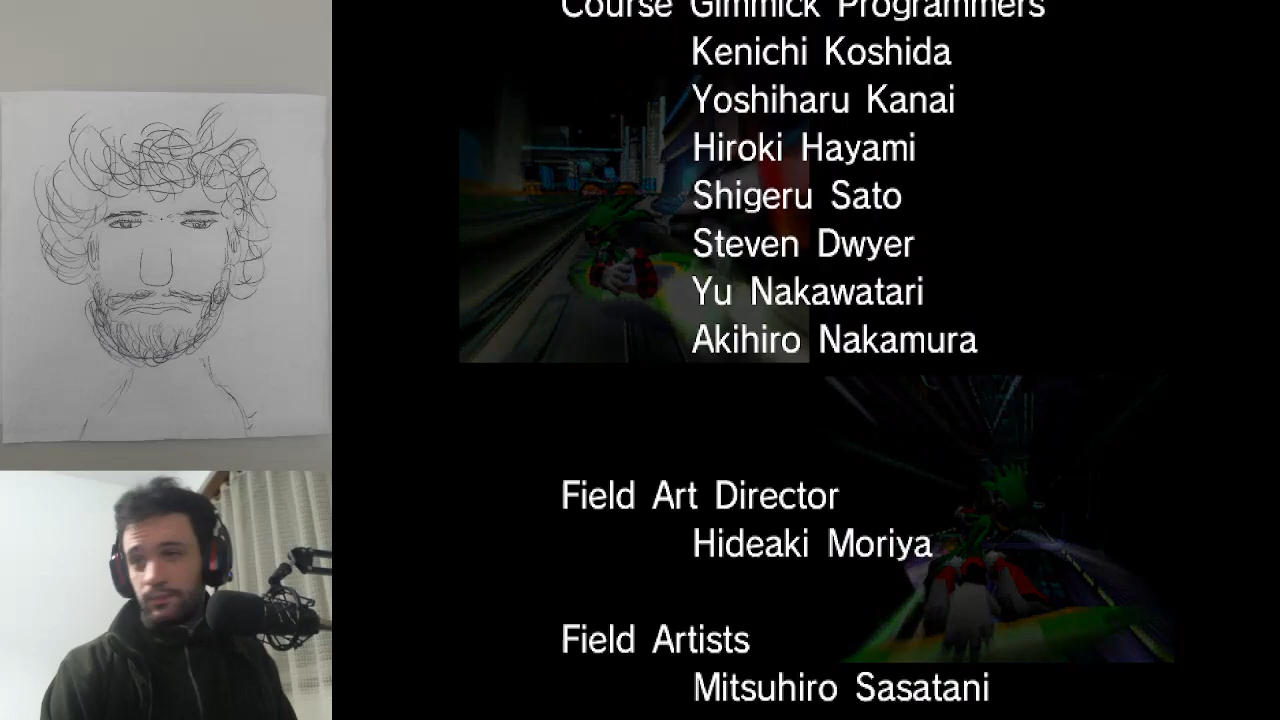 Course Gimmick Programmers
Kenichi Koshida
Yoshiharu Kanai
Hiroki Hayami
Shigeru Sato
Steven Dwyer
Yu Nakawatari
Akihiro Nakamura
Field Art Director
Hideaki Moriya
Field Artists
Mitsuhiro Sasatani